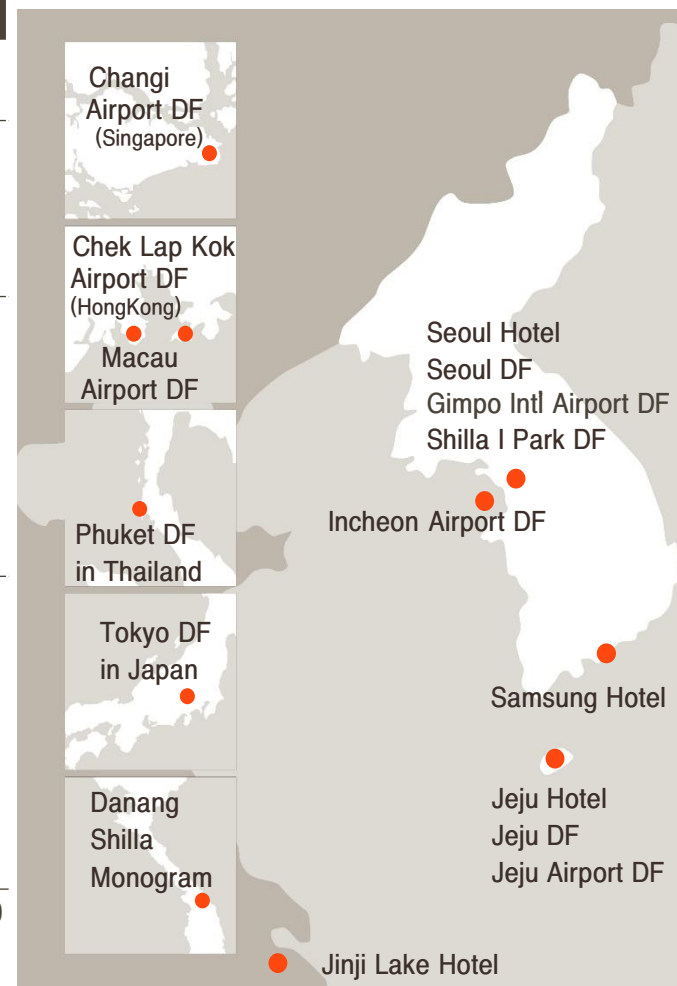 Changi
Airport DF
(Singapore)
Chek Lap Kok
Airport DF
(HongKong)
Macau
Airport DF
Phuket DF
in Thailand
Tokyo DF
in Japan
Danang
Shilla
Monogram
Seoul Hotel
Seoul DF
Gimpo Int'l Airport DF
Shilla I Park DF
Incheon Airport DF
Samsung Hotel
Jeju Hotel
Jeju DF
Jeju Airport DF
Jinji Lake Hotel
)